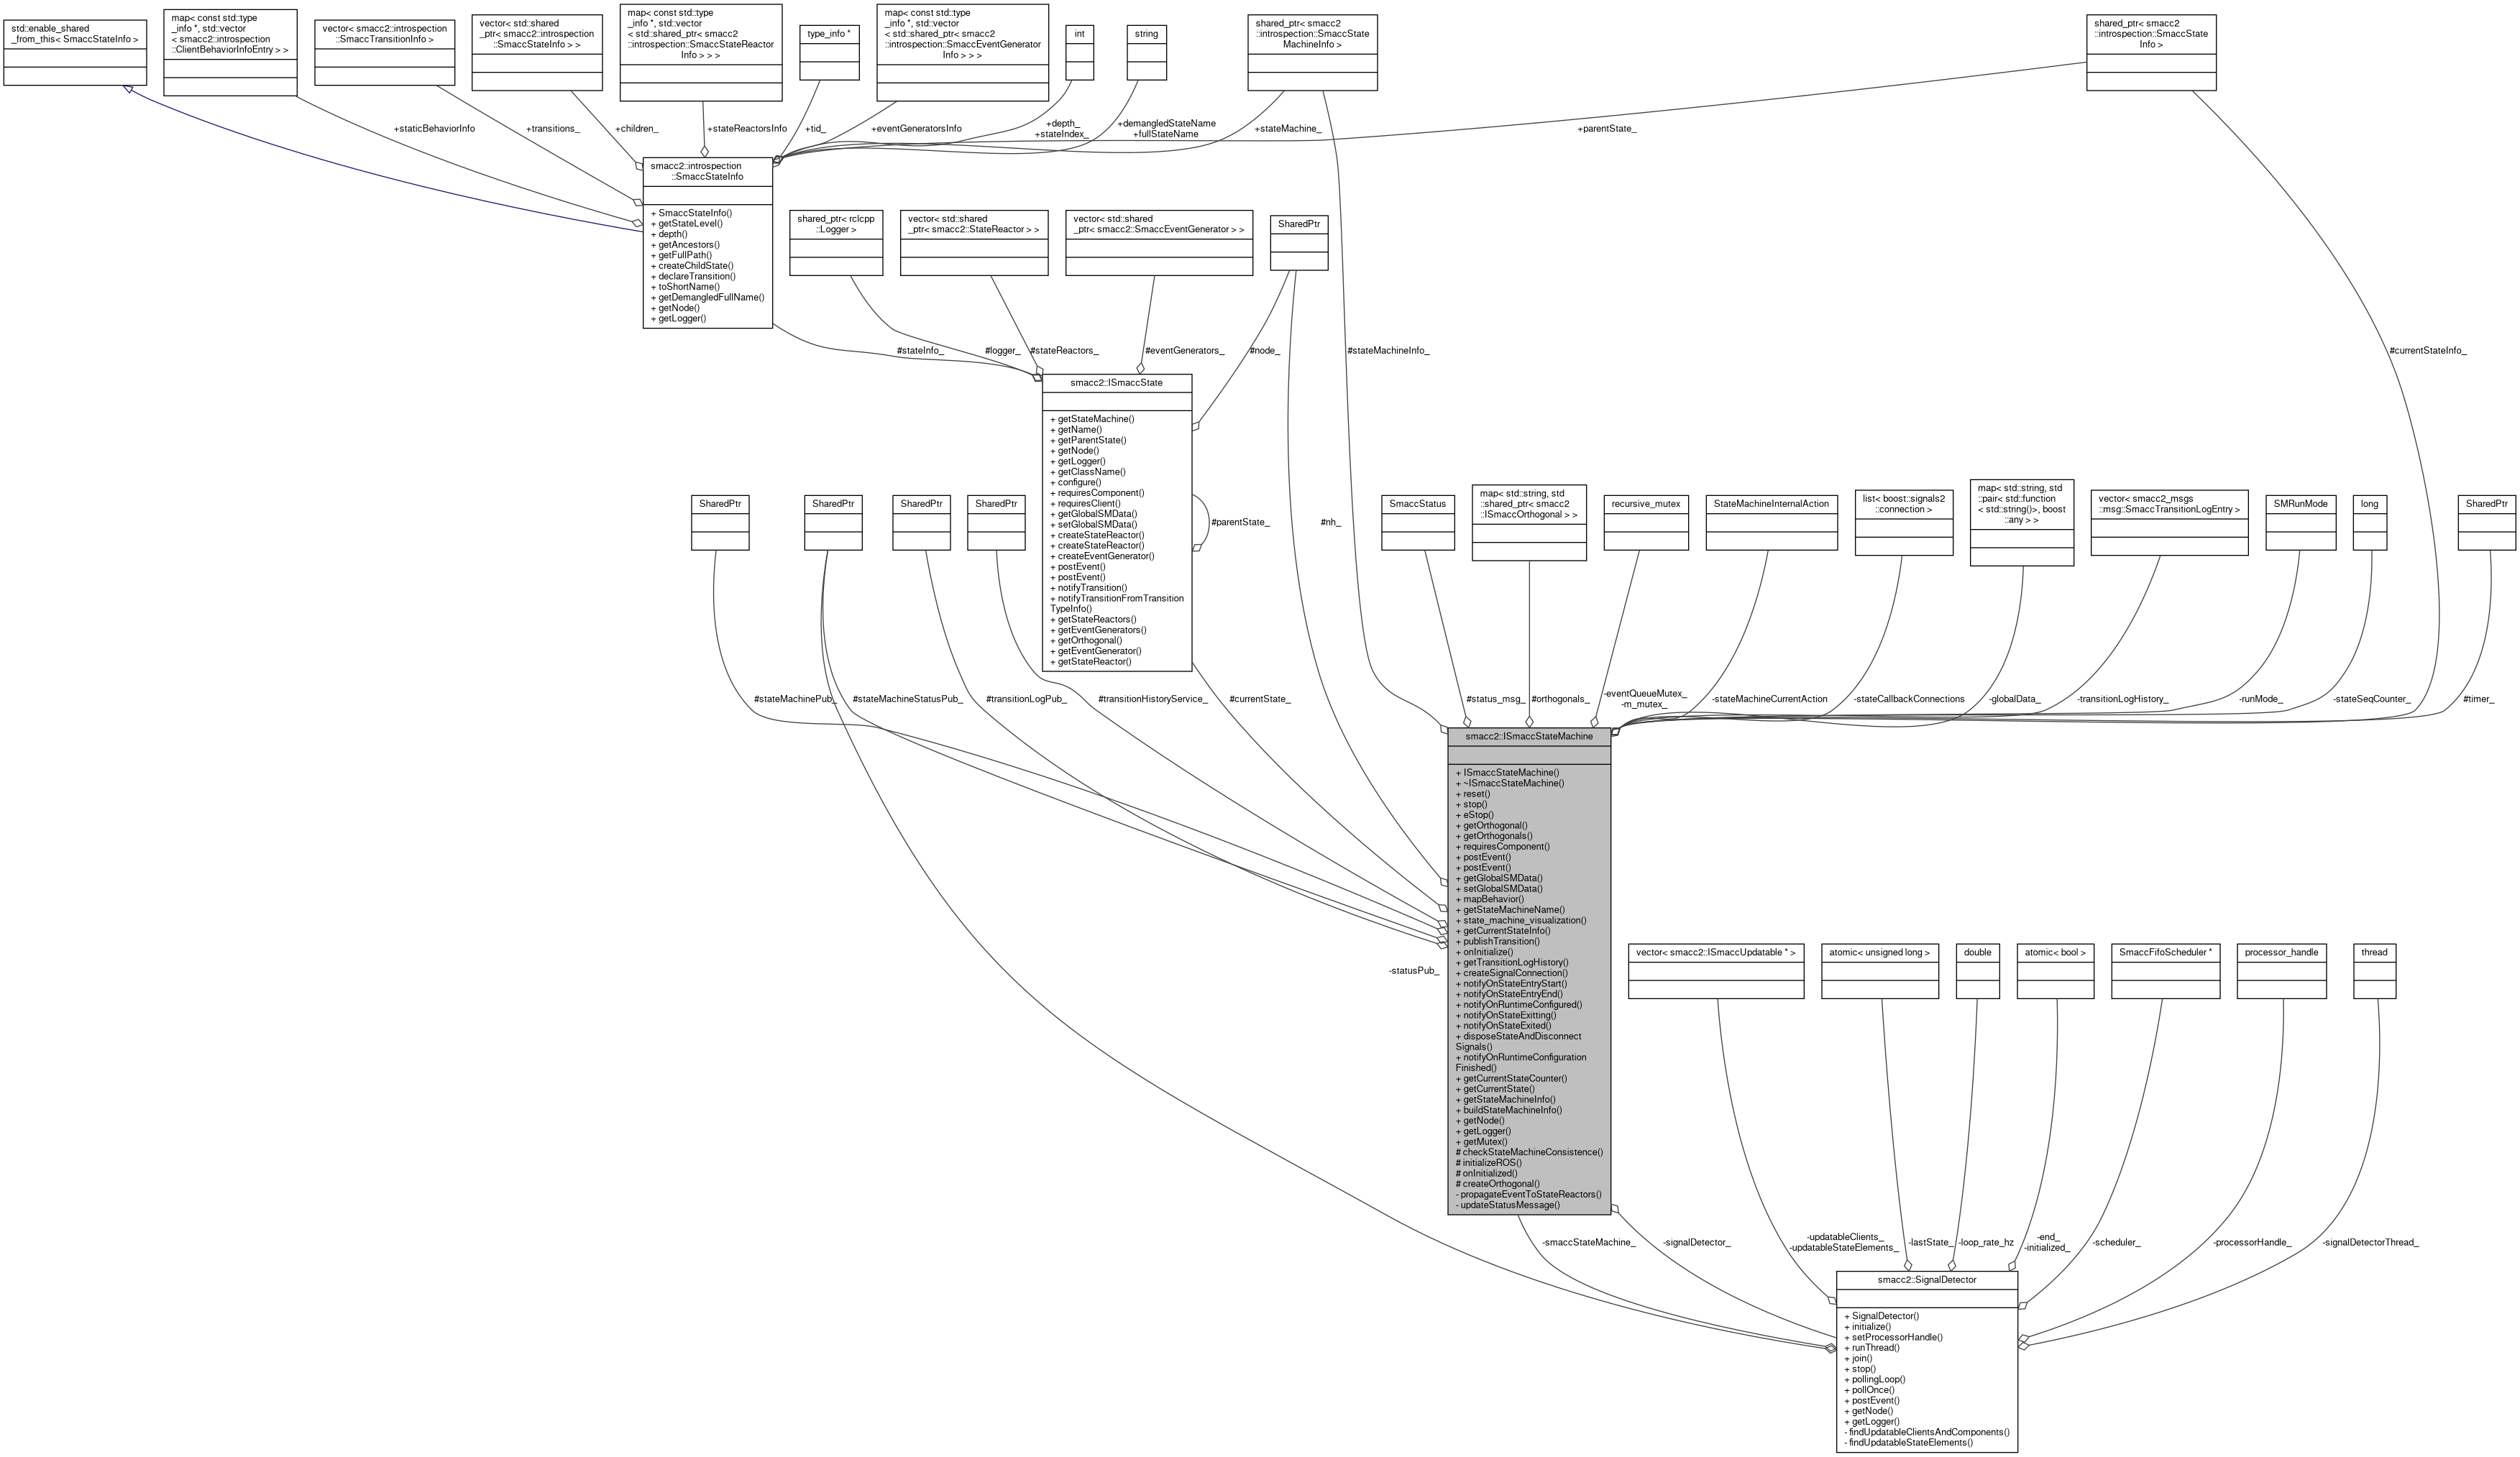 std::enable_shared
_from_this< SmaccStateInfo >
map< const std::type
_info *, std::vector
< smacc2::introspection
::ClientBehaviorInfoEntry > >
vector< smacc2::introspection
::SmaccTransitionInfo >
vector< std::shared
_ptr< smacc2::introspection
::SmaccStateInfo > >
map< const std::type
_info *, std::vector
< std::shared_ptr< smacc2
::introspection::SmaccStateReactor
Info > > >
type_info *
map< const std::type
_info *, std::vector
< std::shared_ptr< smacc2
::introspection::SmaccEventGenerator
Info > > >
int
string
shared_ptr< smacc2
::introspection::SmaccState
MachineInfo >
shared_ptr< smacc2
::introspection::SmaccState
Info >
+staticBehaviorInfo
+transitions_
+children_
+stateReactorsInfo
+tid_
+eventGeneratorsInfo
+depth_
+stateIndex_
+demangledStateName
+fullStateName
+stateMachine_
+parentState_
smacc2::introspection
::SmaccStateInfo
+ SmaccStateInfo()
+ getStateLevel()
+ depth()
+ getAncestors()
+ getFullPath()
+ createChildState()
+ declareTransition()
+ toShortName()
+ getDemangledFullName()
+ getNode()
+ getLogger()
shared_ptr< rclcpp
::Logger >
vector< std::shared
_ptr< smacc2::StateReactor > >
vector< std::shared
_ptr< smacc2::SmaccEventGenerator > >
SharedPtr
#stateInfo_
#logger_
#stateReactors_
#eventGenerators_
#node_
#stateMachineInfo_
#currentStateInfo_
smacc2::ISmaccState
+ getStateMachine()
+ getName()
+ getParentState()
+ getNode()
+ getLogger()
+ getClassName()
+ configure()
+ requiresComponent()
+ requiresClient()
+ getGlobalSMData()
+ setGlobalSMData()
+ createStateReactor()
+ createStateReactor()
+ createEventGenerator()
+ postEvent()
+ postEvent()
+ notifyTransition()
+ notifyTransitionFromTransition
TypeInfo()
+ getStateReactors()
+ getEventGenerators()
+ getOrthogonal()
+ getEventGenerator()
+ getStateReactor()
#parentState_
#nh_
SharedPtr
SharedPtr
SharedPtr
SharedPtr
SmaccStatus
map< std::string, std
::shared_ptr< smacc2
::ISmaccOrthogonal > >
recursive_mutex
StateMachineInternalAction
list< boost::signals2
::connection >
map< std::string, std
::pair< std::function
< std::string()>, boost
::any > >
vector< smacc2_msgs
::msg::SmaccTransitionLogEntry >
SMRunMode
long
SharedPtr
#stateMachinePub_
#stateMachineStatusPub_
#transitionLogPub_
#transitionHistoryService_
#currentState_
#status_msg_
#orthogonals_
-eventQueueMutex_
-m_mutex_
-stateMachineCurrentAction
-stateCallbackConnections
-globalData_
-transitionLogHistory_
-runMode_
-stateSeqCounter_
#timer_
smacc2::ISmaccStateMachine
+ ISmaccStateMachine()
+ ~ISmaccStateMachine()
+ reset()
+ stop()
+ eStop()
+ getOrthogonal()
+ getOrthogonals()
+ requiresComponent()
+ postEvent()
+ postEvent()
+ getGlobalSMData()
+ setGlobalSMData()
+ mapBehavior()
+ getStateMachineName()
+ state_machine_visualization()
+ getCurrentStateInfo()
+ publishTransition()
+ onInitialize()
+ getTransitionLogHistory()
+ createSignalConnection()
+ notifyOnStateEntryStart()
+ notifyOnStateEntryEnd()
+ notifyOnRuntimeConfigured()
+ notifyOnStateExitting()
+ notifyOnStateExited()
+ disposeStateAndDisconnect
Signals()
+ notifyOnRuntimeConfiguration
Finished()
+ getCurrentStateCounter()
+ getCurrentState()
+ getStateMachineInfo()
+ buildStateMachineInfo()
+ getNode()
+ getLogger()
+ getMutex()
# checkStateMachineConsistence()
# initializeROS()
# onInitialized()
# createOrthogonal()
- propagateEventToStateReactors()
- updateStatusMessage()
-statusPub_
vector< smacc2::ISmaccUpdatable * >
atomic< unsigned long >
double
atomic< bool >
SmaccFifoScheduler *
processor_handle
thread
-smaccStateMachine_
-signalDetector_
-updatableClients_
-updatableStateElements_
-lastState_
-loop_rate_hz
-end_
-initialized_
-scheduler_
-processorHandle_
-signalDetectorThread_
smacc2::SignalDetector
+ SignalDetector()
+ initialize()
+ setProcessorHandle()
+ runThread()
+ join()
+ stop()
+ pollingLoop()
+ pollOnce()
+ postEvent()
+ getNode()
+ getLogger()
- findUpdatableClientsAndComponents()
- findUpdatableStateElements()